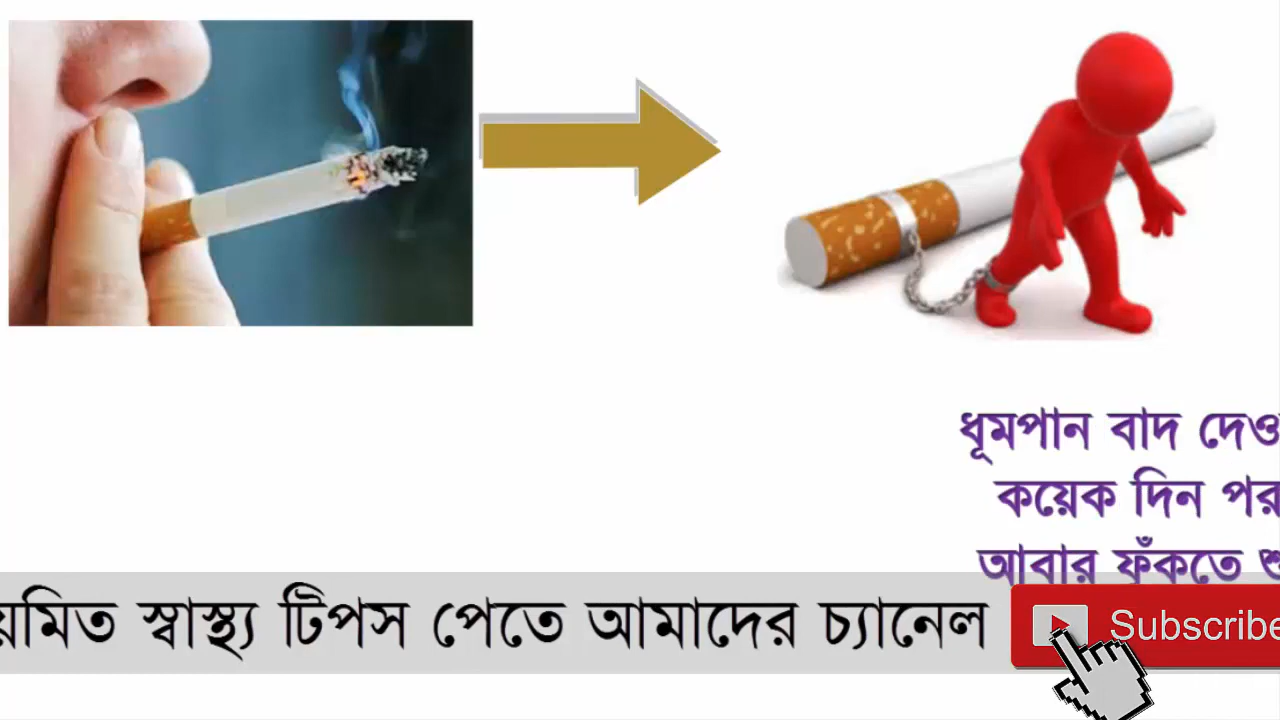 ধূমপান বাদ দেও
কয়েক দিন পর
আবার ফুঁকতে
য়মিত স্বাস্থ্য টিপস পেতে আমাদের চ্যানেল Subscribe